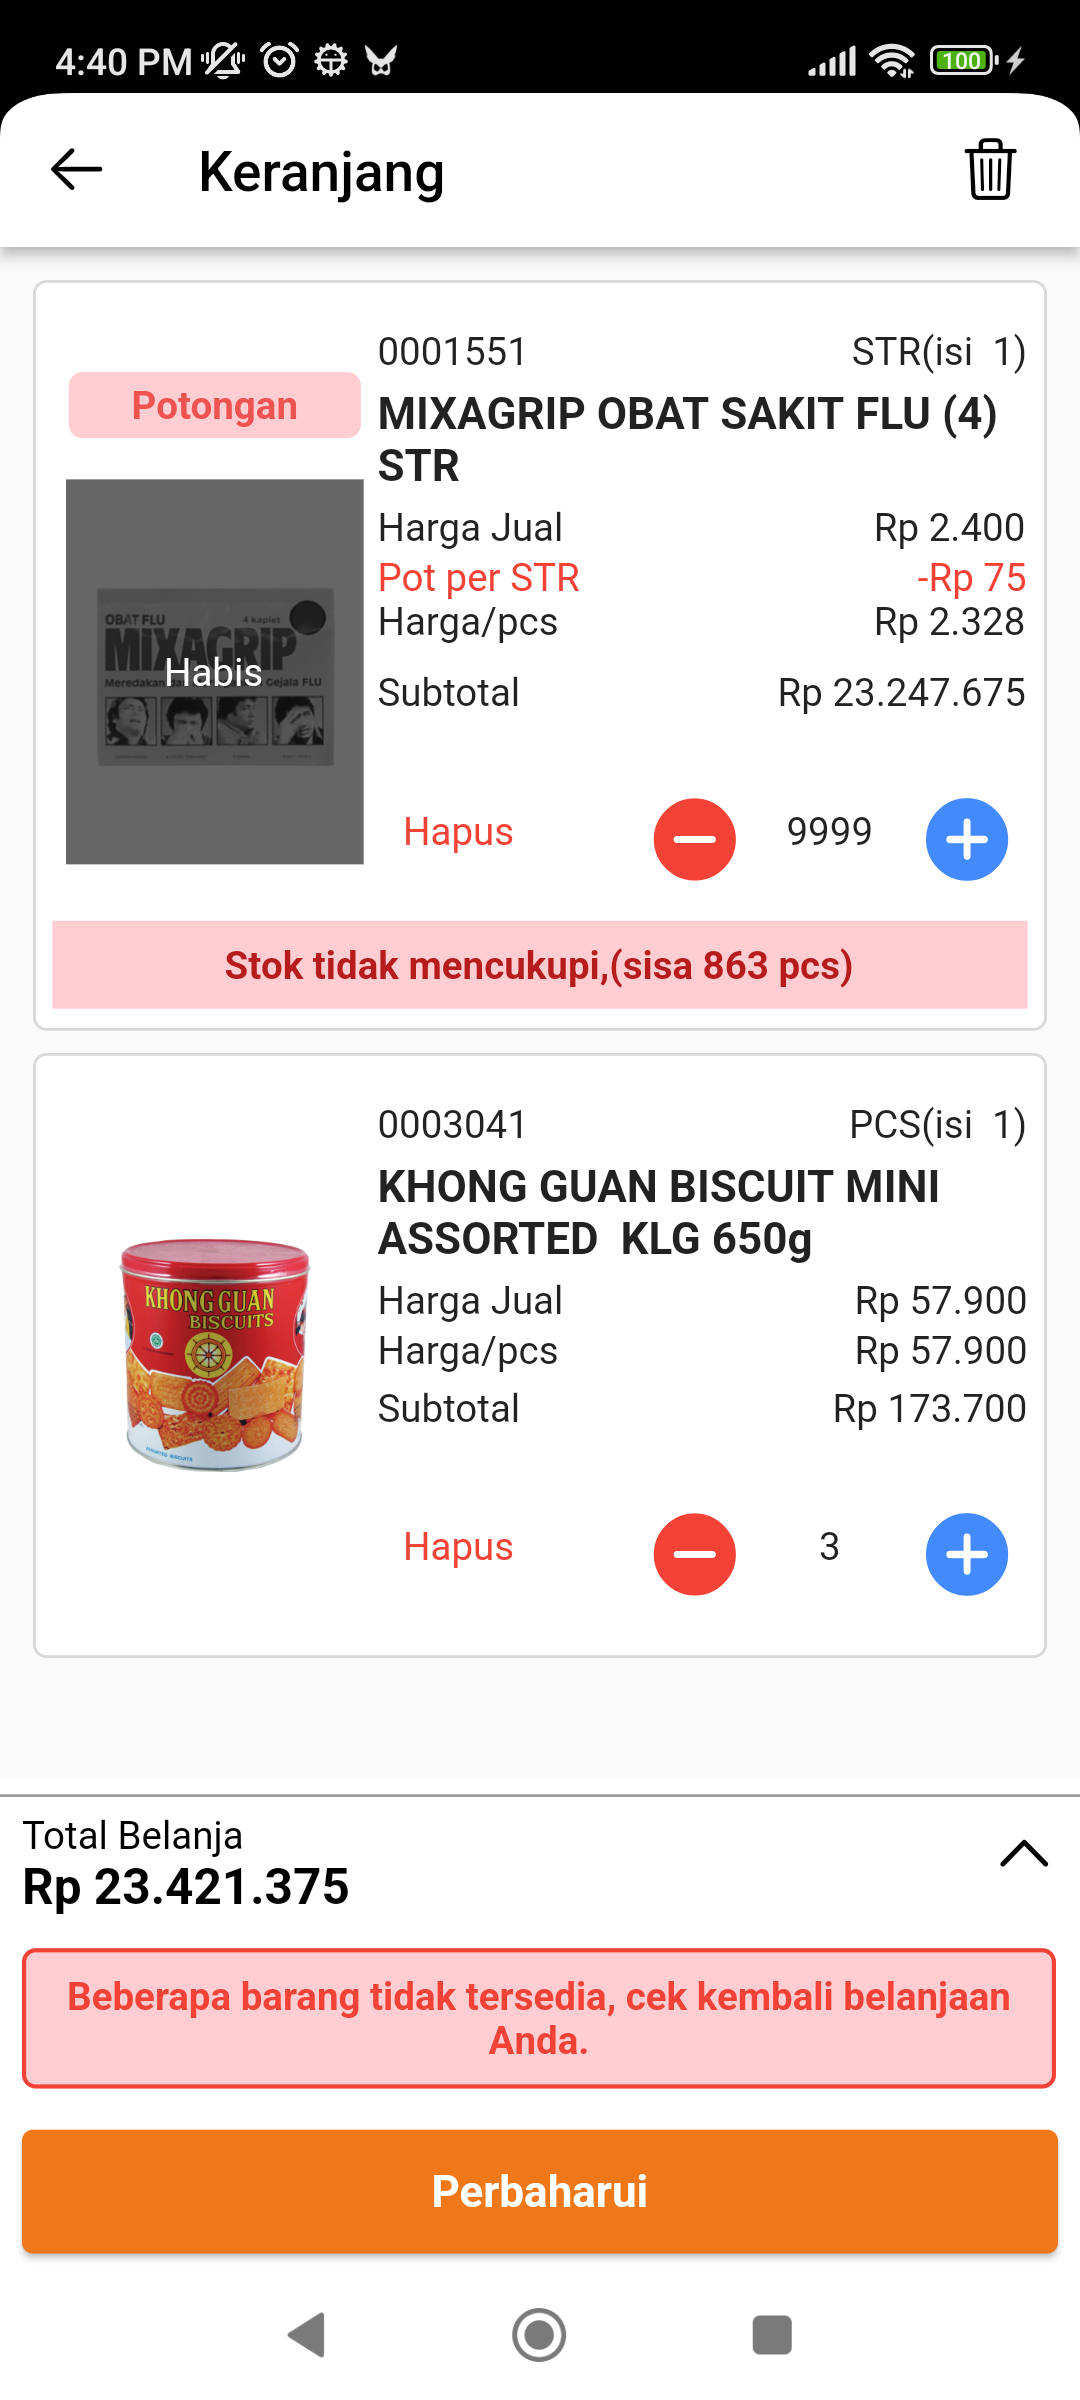 4:40 PM
100
Keranjang
0001551 STR(isi 1)
Potongan
MIXAGRIP OBAT SAKIT FLU (4)
STR
Harga Jual Rp 2.400
Pot per STR -Rp 75
Harga/pcs Rp 2.328
Subtotal Rp 23.247.675
OBAT FLU 4 kaplet
MIXAGRIP
Habis
Meredakan Gejala FLU
Hapus 9999
Stok tidak mencukupi,(sisa 863 pcs)
0003041 PCS(isi 1)
KHONG GUAN BISCUIT MINI
ASSORTED KLG 650g
KHONG GUAN
BISCUITS
Harga Jual Rp 57.900
Harga/pcs Rp 57.900
Subtotal Rp 173.700
Hapus 3
Total Belanja
Rp 23.421.375
Beberapa barang tidak tersedia, cek kembali belanjaan
Anda.
Perbaharui